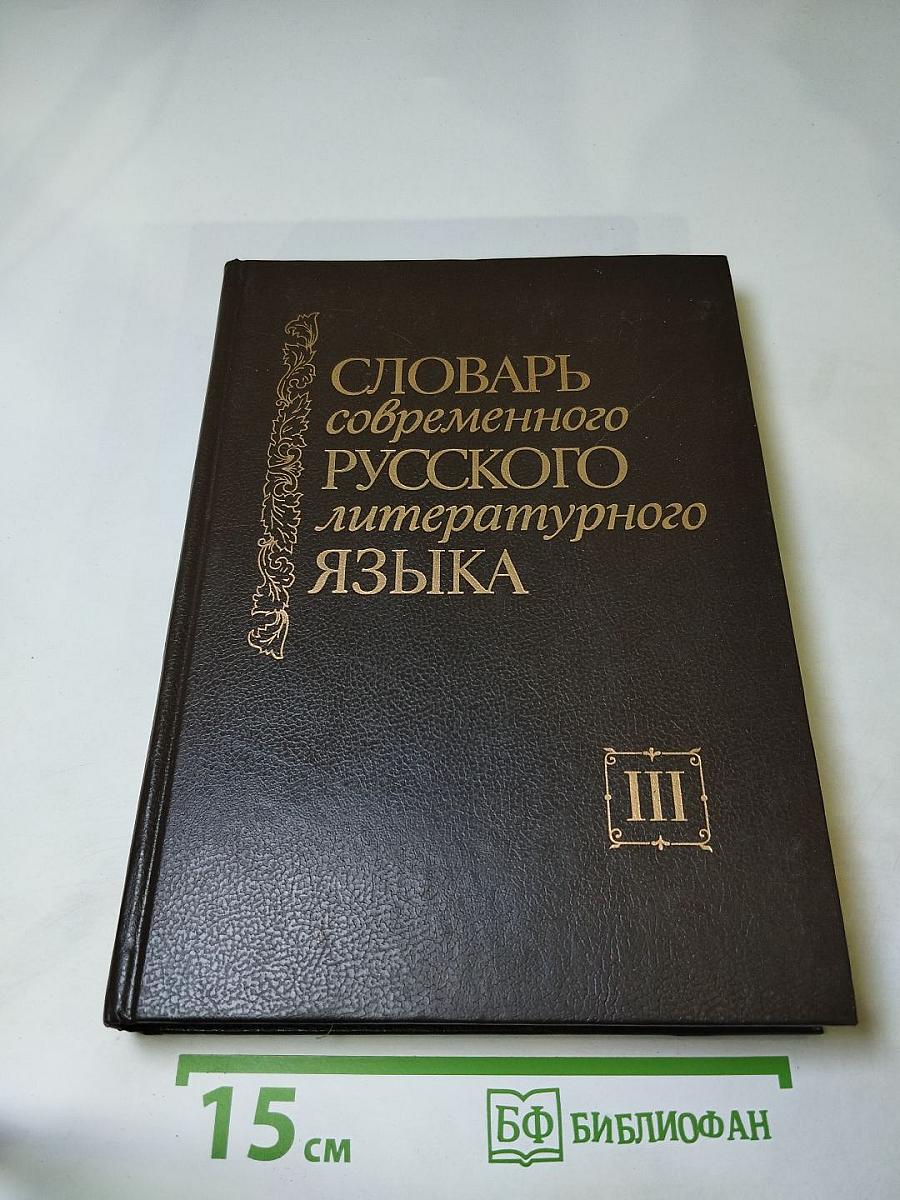 СЛОВАРЬ
современного
РУССКОГО
литературного
ЯЗЫКА
III
15 см
БФ БИБЛИОФАН